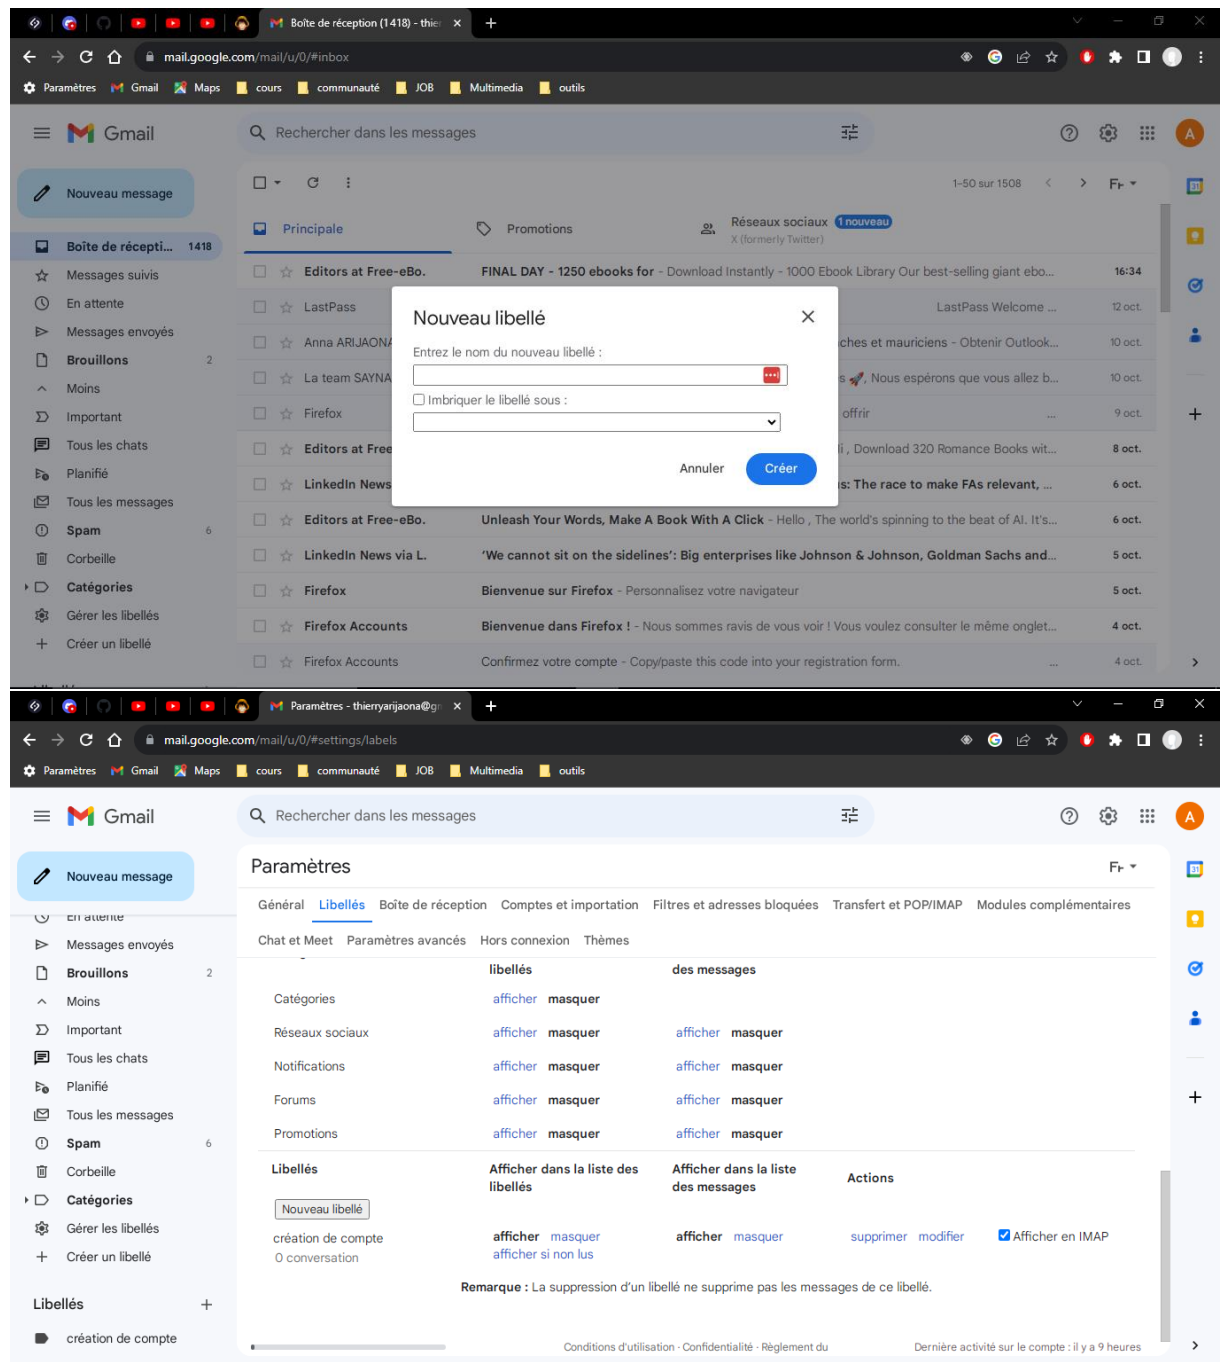 Boîte de réception (1 418) - thier
mail.google.com/mail/u/0/#inbox
Paramètres Gmail Maps cours communauté JOB Multimedia outils
Gmail
Rechercher dans les messages
A
Nouveau message
1–50 sur 1508
Principale
Promotions
Réseaux sociaux 1 nouveau
X (formerly Twitter)
Boîte de récepti... 1418
Messages suivis
En attente
Messages envoyés
Brouillons 2
Moins
Important
Tous les chats
Planifié
Tous les messages
Spam 6
Corbeille
Catégories
Gérer les libellés
Créer un libellé
Editors at Free-eBo. FINAL DAY - 1250 ebooks for - Download Instantly - 1000 Ebook Library Our best-selling giant ebo... 16:34
LastPass LastPass Welcome ... 12 oct.
Anna ARIJAONA ches et mauriciens - Obtenir Outlook... 10 oct.
La team SAYNA s 🚀, Nous espérons que vous allez b... 10 oct.
Firefox offrir ... 9 oct.
Editors at Free li , Download 320 Romance Books wit... 8 oct.
LinkedIn News s: The race to make FAs relevant, ... 6 oct.
Editors at Free-eBo. Unleash Your Words, Make A Book With A Click - Hello , The world's spinning to the beat of AI. It's... 6 oct.
LinkedIn News via L. ‘We cannot sit on the sidelines’: Big enterprises like Johnson & Johnson, Goldman Sachs and... 5 oct.
Firefox Bienvenue sur Firefox - Personnalisez votre navigateur 5 oct.
Firefox Accounts Bienvenue dans Firefox ! - Nous sommes ravis de vous voir ! Vous voulez consulter le même onglet... 4 oct.
Firefox Accounts Confirmez votre compte - Copy/paste this code into your registration form. ... 4 oct.
Nouveau libellé
Entrez le nom du nouveau libellé :
Imbriquer le libellé sous :
Annuler Créer
Paramètres - thierryarijaona@gm
mail.google.com/mail/u/0/#settings/labels
Paramètres Gmail Maps cours communauté JOB Multimedia outils
Gmail
Rechercher dans les messages
A
Nouveau message
En attente
Messages envoyés
Brouillons 2
Moins
Important
Tous les chats
Planifié
Tous les messages
Spam 6
Corbeille
Catégories
Gérer les libellés
Créer un libellé
Libellés
création de compte
Paramètres
Général Libellés Boîte de réception Comptes et importation Filtres et adresses bloquées Transfert et POP/IMAP Modules complémentaires
Chat et Meet Paramètres avancés Hors connexion Thèmes
libellés des messages
Catégories afficher masquer
Réseaux sociaux afficher masquer afficher masquer
Notifications afficher masquer afficher masquer
Forums afficher masquer afficher masquer
Promotions afficher masquer afficher masquer
Libellés Afficher dans la liste des libellés Afficher dans la liste des messages Actions
Nouveau libellé
création de compte afficher masquer afficher masquer supprimer modifier Afficher en IMAP
0 conversation afficher si non lus
Remarque : La suppression d'un libellé ne supprime pas les messages de ce libellé.
Conditions d'utilisation · Confidentialité · Règlement du
Dernière activité sur le compte : il y a 9 heures